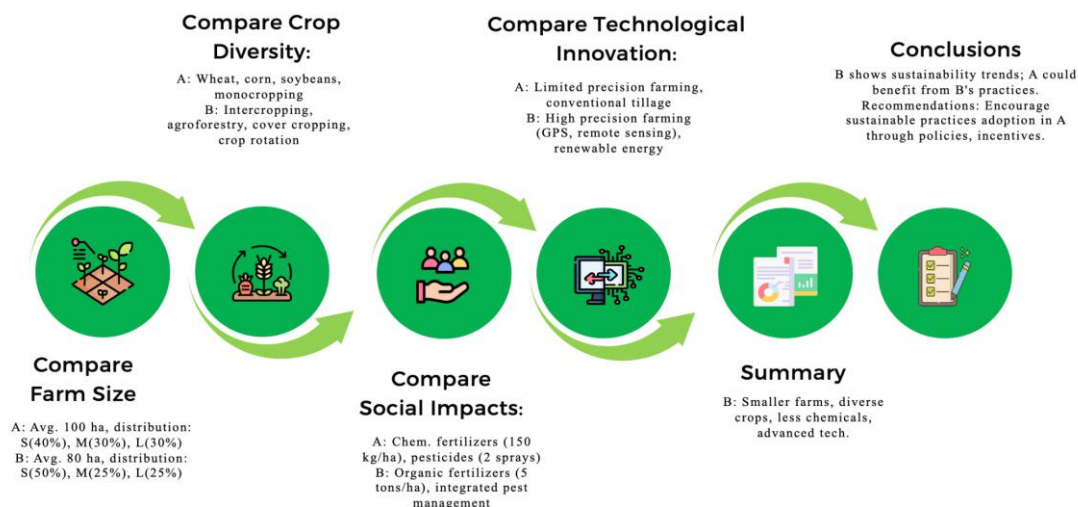 Compare Farm Size
A: Avg. 100 ha, distribution:
S(40%), M(30%), L(30%)
B: Avg. 80 ha, distribution:
S(50%), M(25%), L(25%)
Compare Crop
Diversity:
A: Wheat, corn, soybeans,
monocropping
B: Intercropping,
agroforestry, cover cropping,
crop rotation
Compare
Social Impacts:
A: Chem. fertilizers (150
kg/ha), pesticides (2 sprays)
B: Organic fertilizers (5
tons/ha), integrated pest
management
Compare Technological
Innovation:
A: Limited precision farming,
conventional tillage
B: High precision farming
(GPS, remote sensing),
renewable energy
Summary
B: Smaller farms, diverse
crops, less chemicals,
advanced tech.
Conclusions
B shows sustainability trends; A could
benefit from B's practices.
Recommendations: Encourage
sustainable practices adoption in A
through policies, incentives.